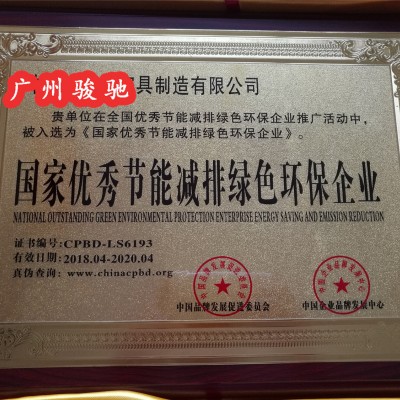 广州骏驰
具制造有限公司
贵单位在全国优秀节能减排绿色环保企业推广活动中,
被入选为《国家优秀节能减排绿色环保企业》。
国家优秀节能减排绿色环保企业
NATIONAL OUTSTANDING GREEN ENVIRONMENTAL PROTECTION ENTERPRISE ENERGY SAVING AND EMISSION REDUCTION
证书编号:CPBD-LS6193
有效日期:2018.04-2020.04
真伪查询:www.chinacpbd.org
中国品牌发展促进委员会
中国企业品牌发展中心